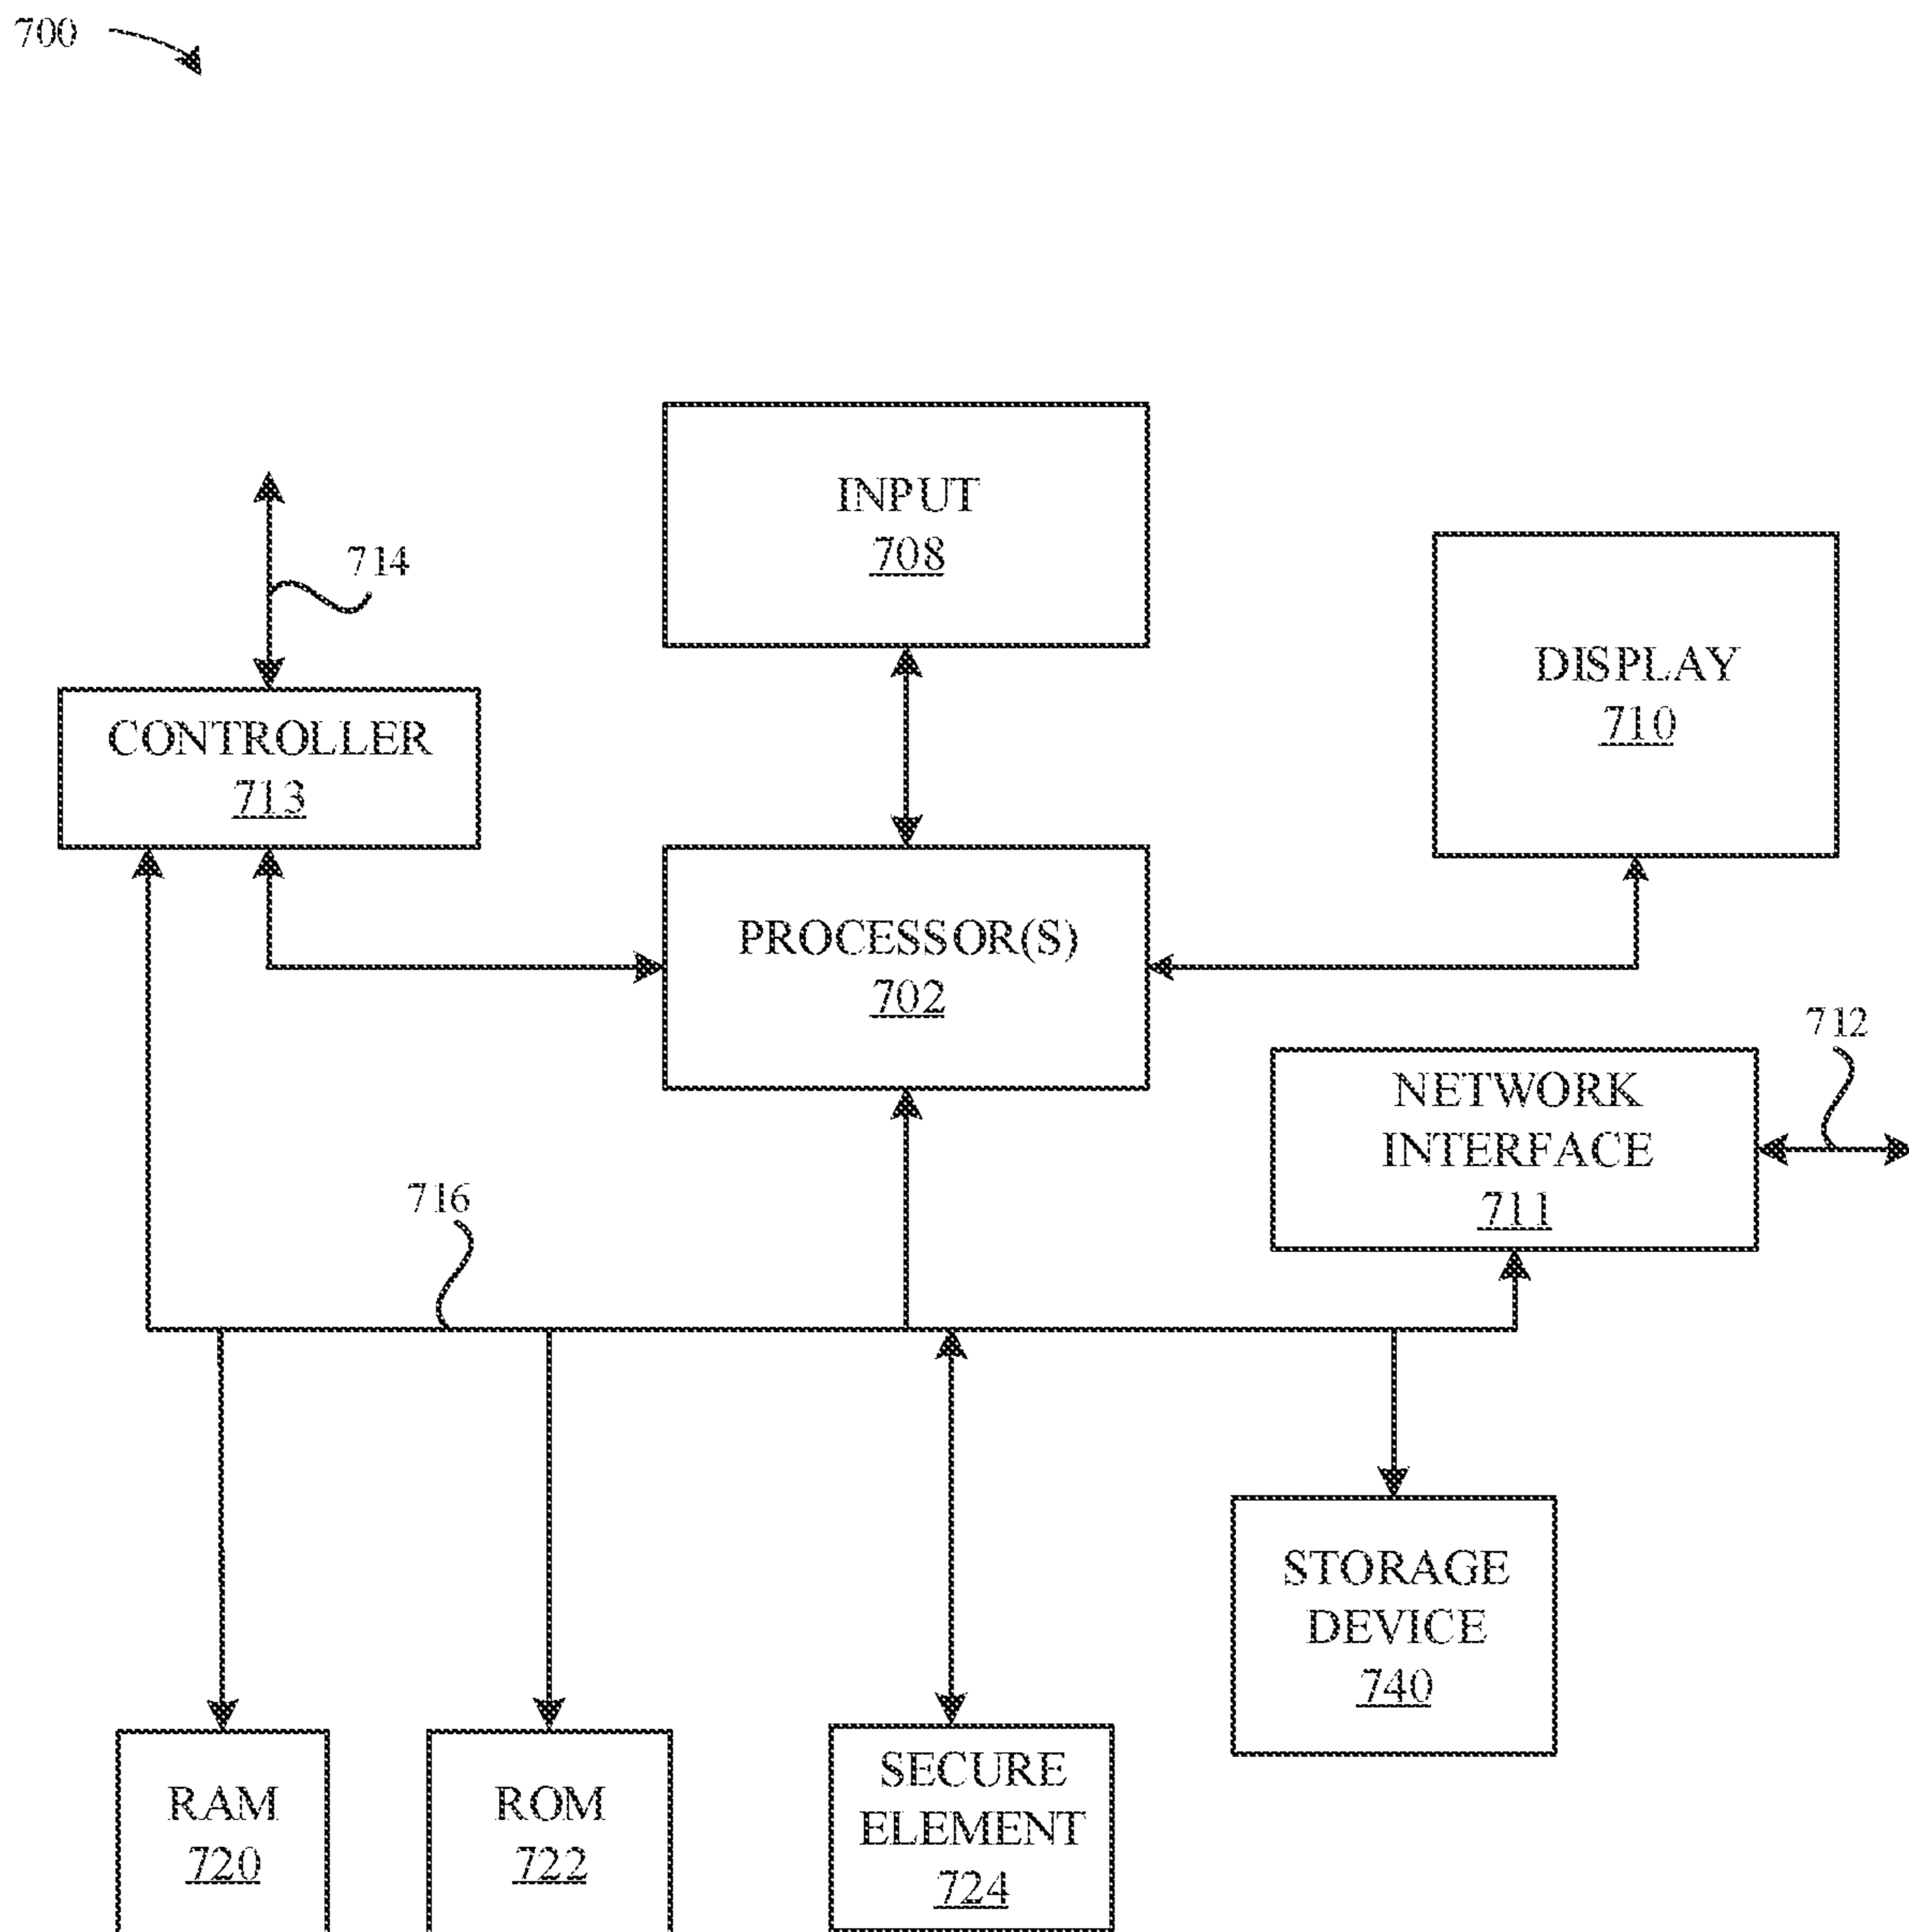 700
INPUT
708
714
DISPLAY
710
CONTROLLER
713
PROCESSOR(S)
702
712
NETWORK
INTERFACE
711
716
STORAGE
DEVICE
740
RAM
720
ROM
722
SECURE
ELEMENT
724